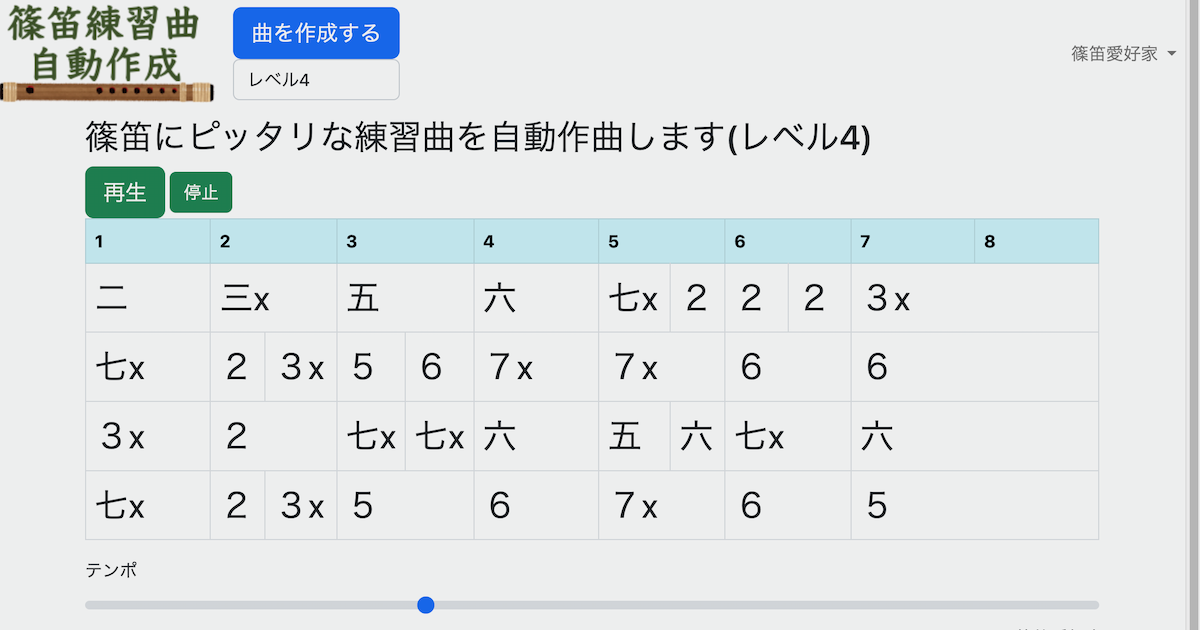 篠笛練習曲
自動作成
曲を作成する
レベル4
篠笛愛好家
篠笛にピッタリな練習曲を自動作曲します(レベル4)
再生 停止
1 2 3 4 5 6 7 8
二 三x 五 六 七x ２ ２ ２ ３x
七x ２ ３x ５ ６ ７x ７x ６ ６
３x ２ 七x 七x 六 五 六 七x 六
七x ２ ３x ５ ６ ７x ６ ５
テンポ